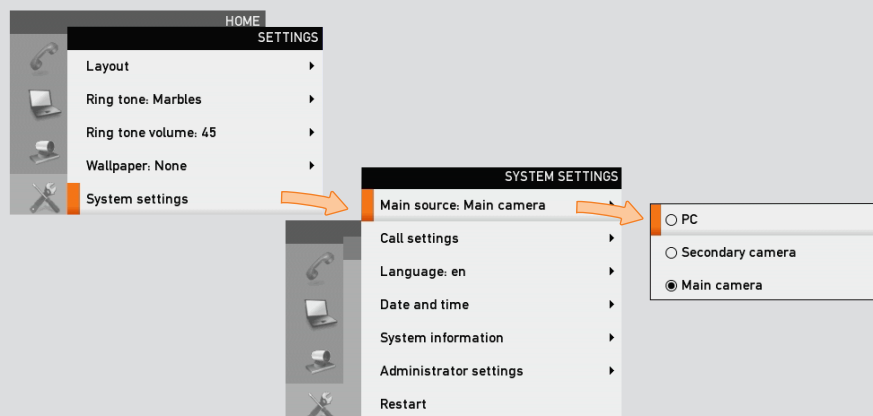 HOME
SETTINGS
Layout
Ring tone: Marbles
Ring tone volume: 45
Wallpaper: None
System settings
SYSTEM SETTINGS
Main source: Main camera
Call settings
Language: en
Date and time
System information
Administrator settings
Restart
PC
Secondary camera
Main camera